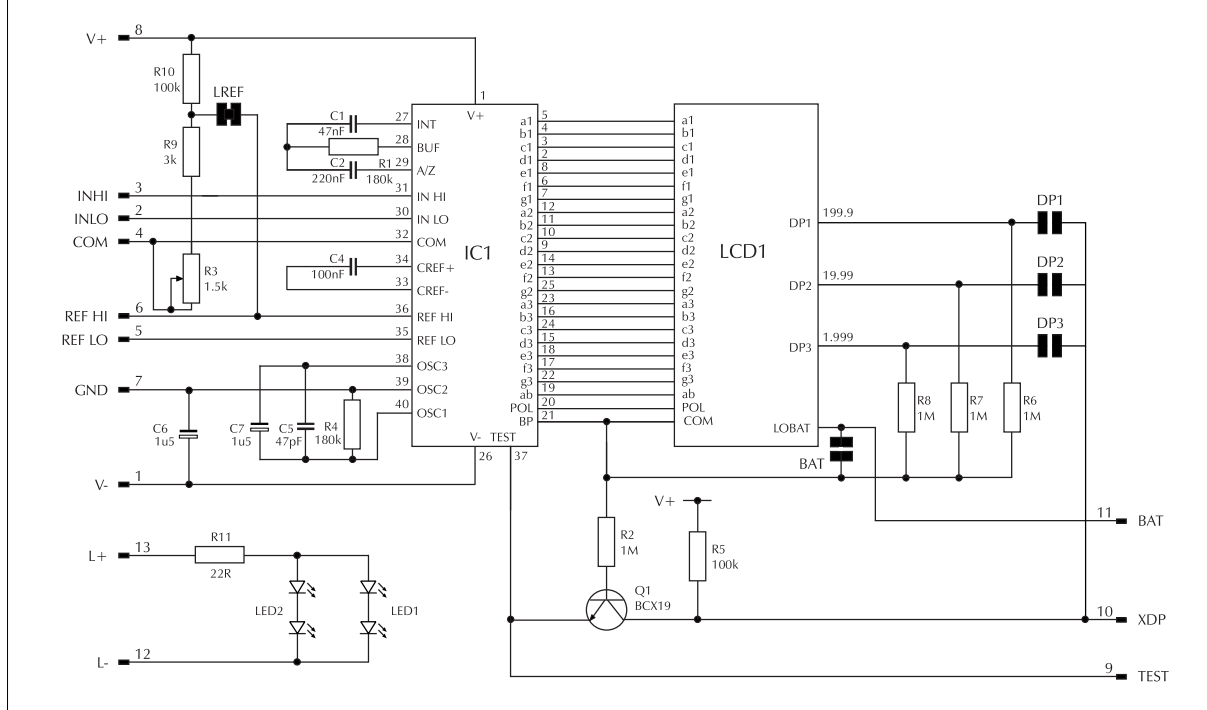 V+ 8
R10
100k
LREF
R9
3k
INHI 3
INLO 2
COM 4
R3
1.5k
REF HI 6
REF LO 5
GND 7
C6
1u5
C7
1u5
C5
47pF
R4
180k
V- 1
C1
47nF
C2
220nF
R1
180k
C4
100nF
1
V+
27 INT
28 BUF
29 A/Z
31 IN HI
30 IN LO
32 COM
34 CREF+
33 CREF-
36 REF HI
35 REF LO
38 OSC3
39 OSC2
40 OSC1
IC1
V- TEST
26 37
a1 5 a1
b1 4 b1
c1 3 c1
d1 2 d1
e1 8 e1
f1 6 f1
g1 7 g1
a2 12 a2
b2 11 b2
c2 10 c2
d2 9 d2
e2 14 e2
f2 13 f2
g2 25 g2
a3 23 a3
b3 16 b3
c3 24 c3
d3 15 d3
e3 18 e3
f3 17 f3
g3 22 g3
ab 19 ab
POL 20 POL
BP 21 COM
LCD1
DP1 199.9
DP2 19.99
DP3 1.999
LOBAT
DP1
DP2
DP3
R8
1M
R7
1M
R6
1M
BAT
V+
R2
1M
R5
100k
Q1
BCX19
11 BAT
10 XDP
9 TEST
L+ 13
R11
22R
LED2
LED1
L- 12